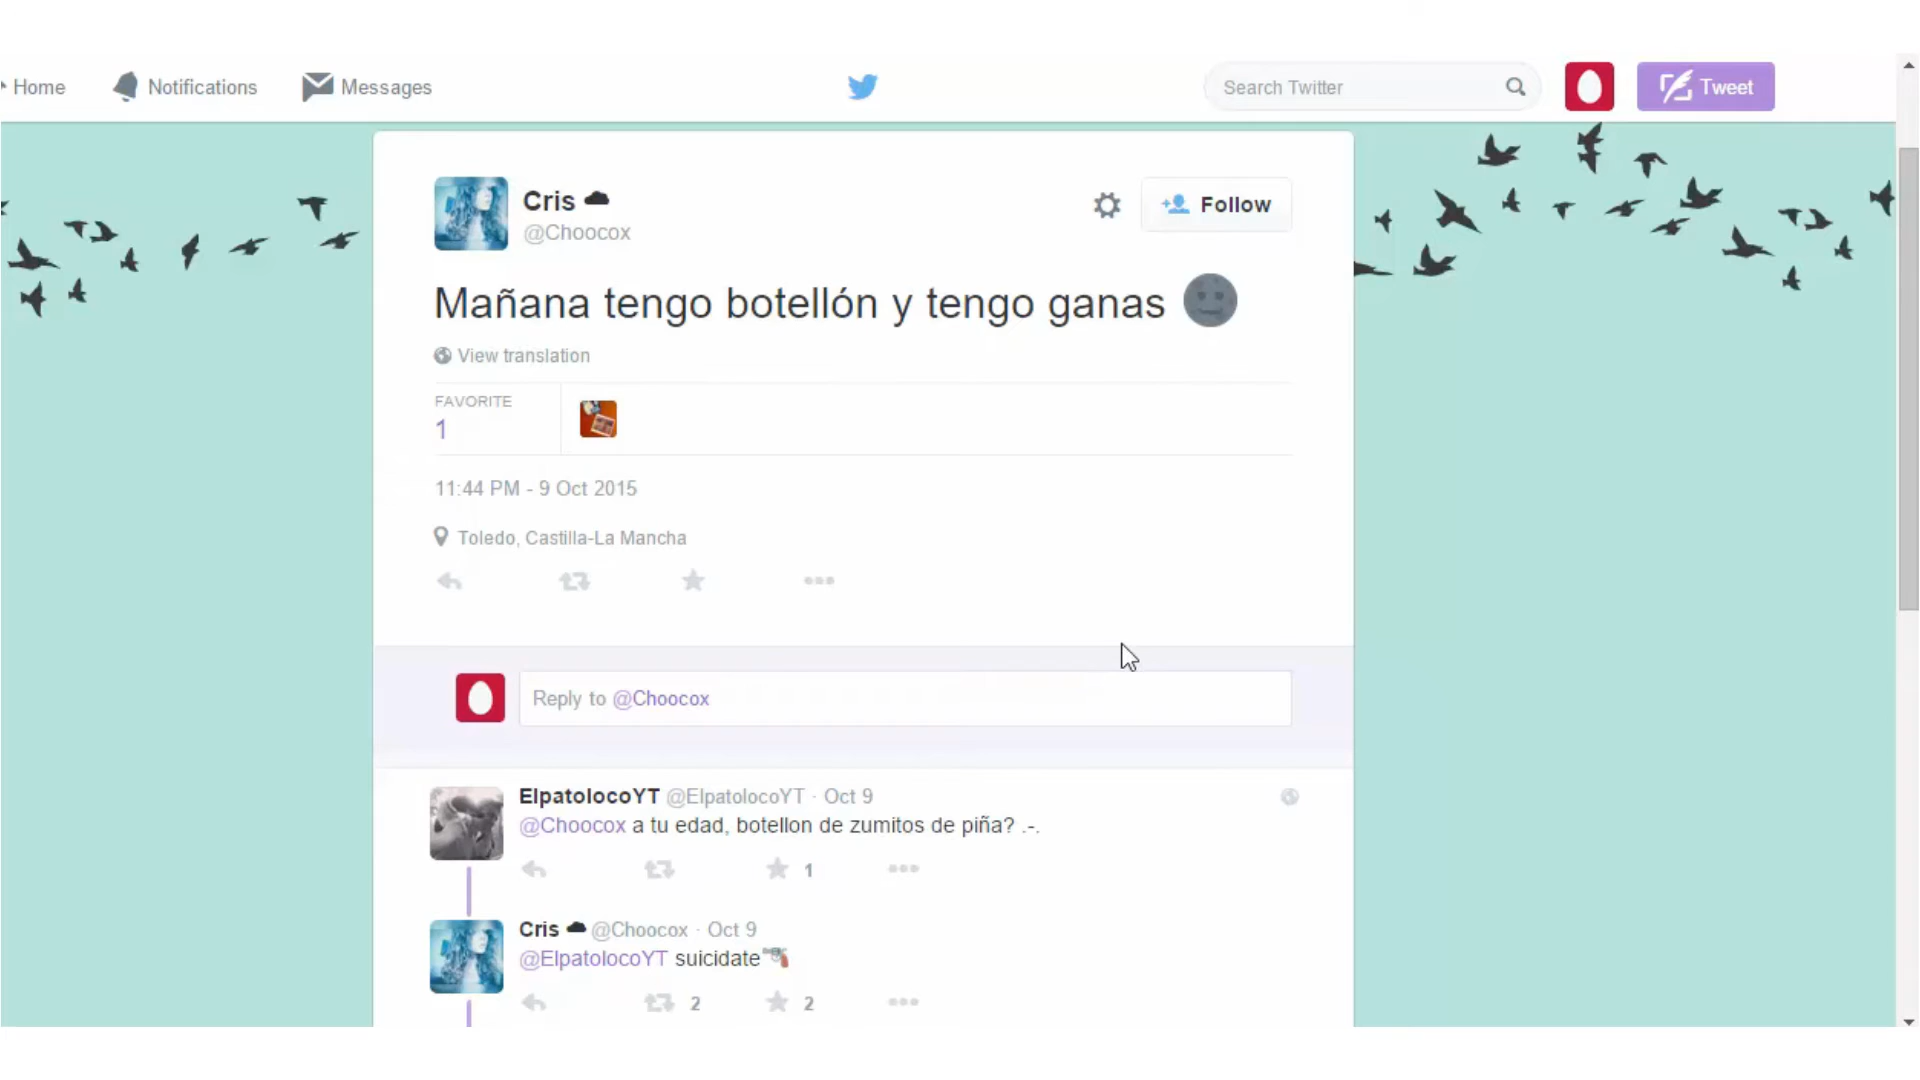 Home Notifications Messages Search Twitter Tweet
Cris
@Choocox
Follow
Mañana tengo botellón y tengo ganas
View translation
FAVORITE
1
11:44 PM - 9 Oct 2015
Toledo, Castilla-La Mancha
Reply to @Choocox
ElpatolocoYT @ElpatolocoYT · Oct 9
@Choocox a tu edad, botellon de zumitos de piña? .-.
1
Cris @Choocox · Oct 9
@ElpatolocoYT suicidate
2 2